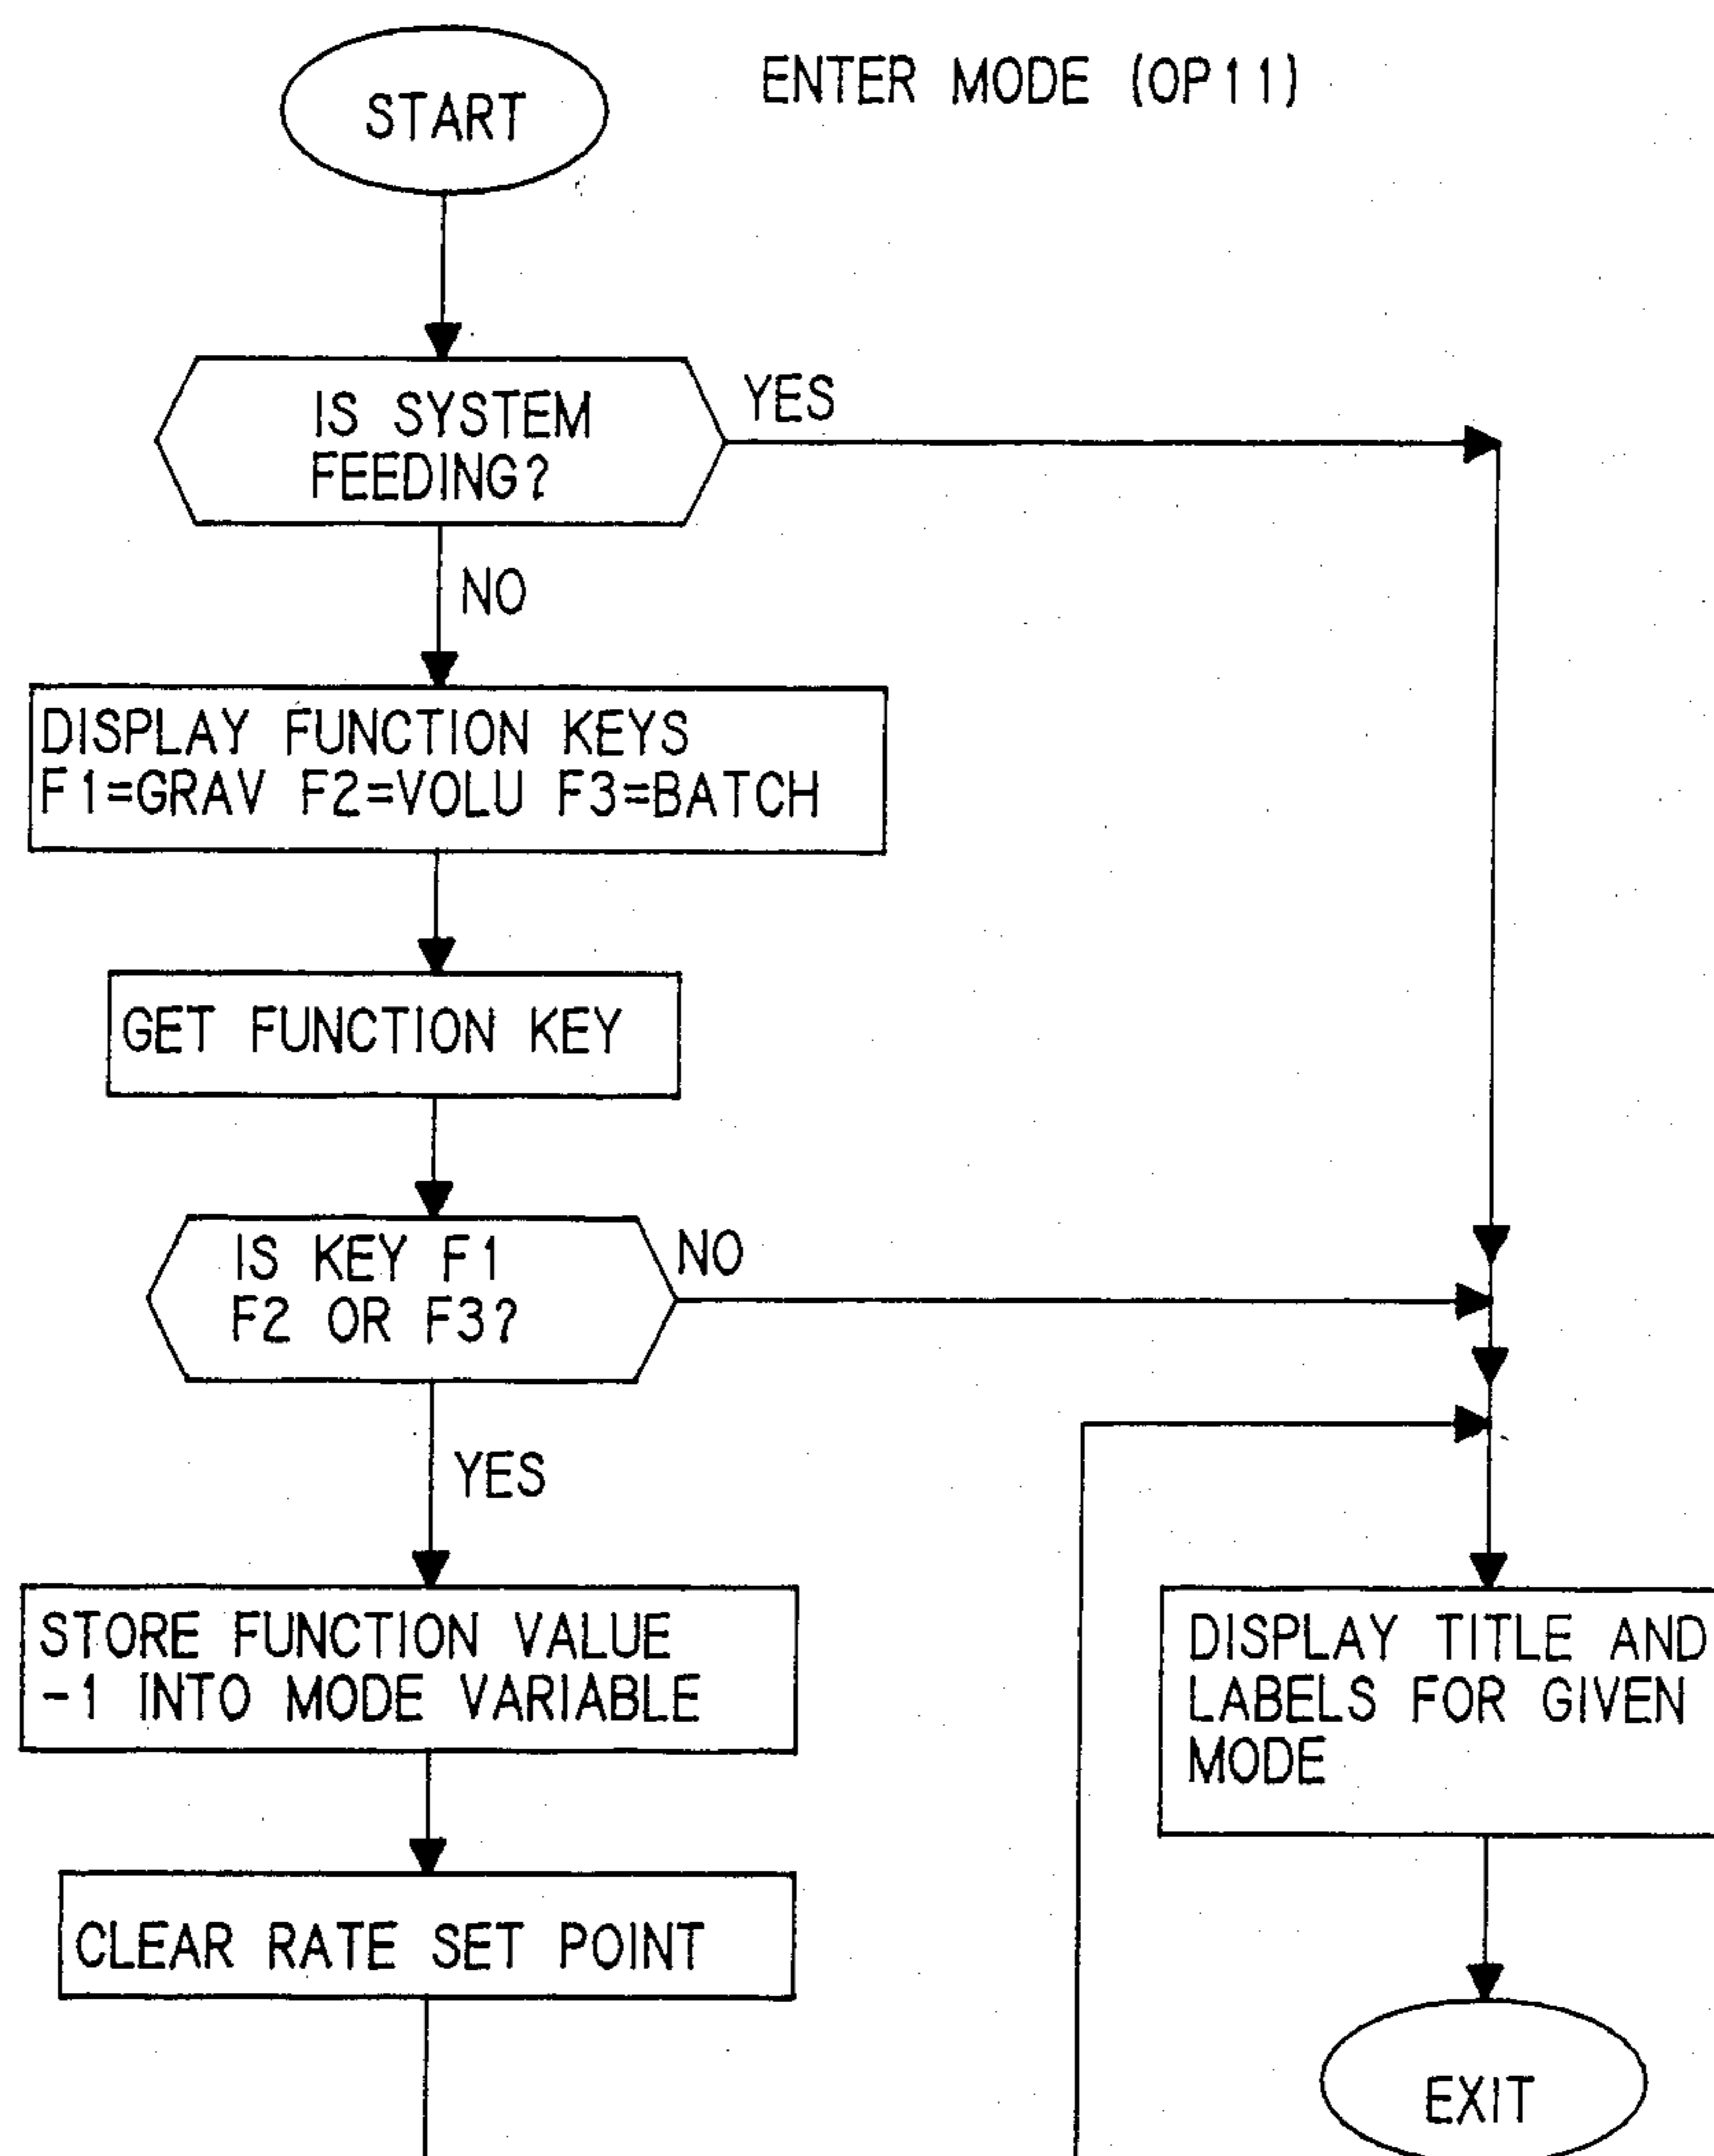 START
ENTER MODE (OP11)
IS SYSTEM
FEEDING?
YES
NO
DISPLAY FUNCTION KEYS
F1=GRAV F2=VOLU F3=BATCH
GET FUNCTION KEY
IS KEY F1
F2 OR F3?
NO
YES
STORE FUNCTION VALUE
-1 INTO MODE VARIABLE
DISPLAY TITLE AND
LABELS FOR GIVEN
MODE
CLEAR RATE SET POINT
EXIT